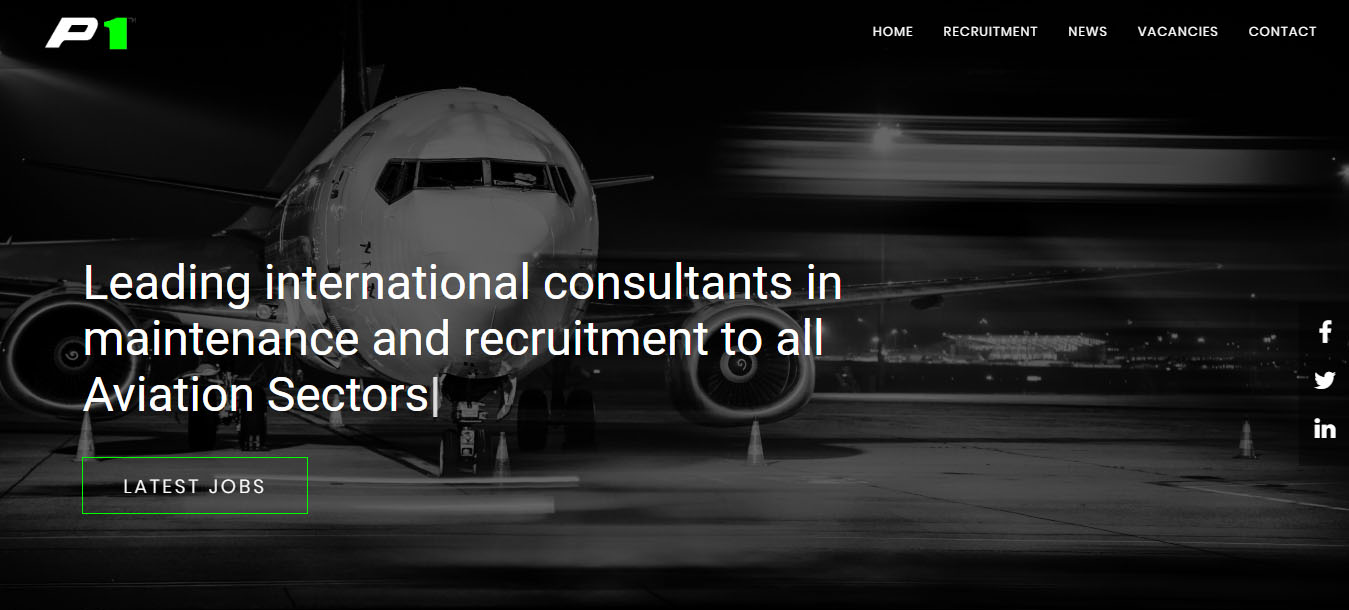 P1
HOME RECRUITMENT NEWS VACANCIES CONTACT
Leading international consultants in
maintenance and recruitment to all
Aviation Sectors|
LATEST JOBS